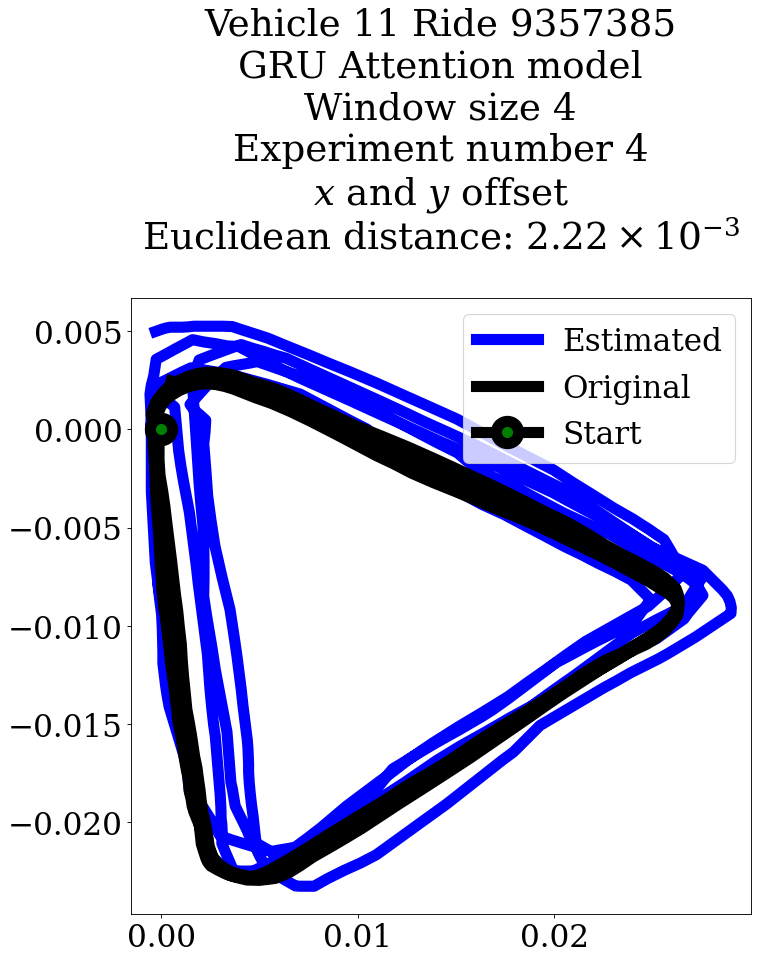 Vehicle 11 Ride 9357385
GRU Attention model
Window size 4
Experiment number 4
x and y offset
Euclidean distance: 2.22 × 10⁻³
0.005
0.000
−0.005
−0.010
−0.015
−0.020
Estimated
Original
Start
0.00
0.01
0.02